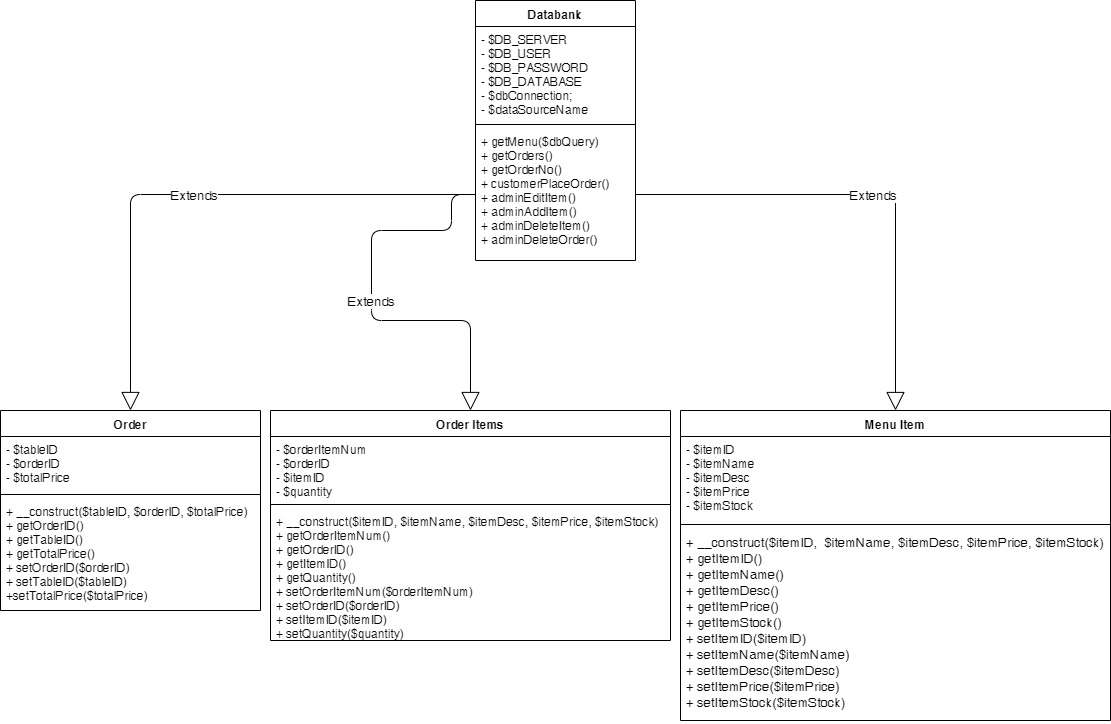 Databank
- $DB_SERVER
- $DB_USER
- $DB_PASSWORD
- $DB_DATABASE
- $dbConnection;
- $dataSourceName
+ getMenu($dbQuery)
+ getOrders()
+ getOrderNo()
+ customerPlaceOrder()
+ adminEditItem()
+ adminAddItem()
+ adminDeleteItem()
+ adminDeleteOrder()
Extends
Extends
Extends
Order
- $tableID
- $orderID
- $totalPrice
+ __construct($tableID, $orderID, $totalPrice)
+ getOrderID()
+ getTableID()
+ getTotalPrice()
+ setOrderID($orderID)
+ setTableID($tableID)
+setTotalPrice($totalPrice)
Order Items
- $orderItemNum
- $orderID
- $itemID
- $quantity
+ __construct($itemID, $itemName, $itemDesc, $itemPrice, $itemStock)
+ getOrderItemNum()
+ getOrderID()
+ getItemID()
+ getQuantity()
+ setOrderItemNum($orderItemNum)
+ setOrderID($orderID)
+ setItemID($itemID)
+ setQuantity($quantity)
Menu Item
- $itemID
- $itemName
- $itemDesc
- $itemPrice
- $itemStock
+ __construct($itemID,  $itemName, $itemDesc, $itemPrice, $itemStock)
+ getItemID()
+ getItemName()
+ getItemDesc()
+ getItemPrice()
+ getItemStock()
+ setItemID($itemID)
+ setItemName($itemName)
+ setItemDesc($itemDesc)
+ setItemPrice($itemPrice)
+ setItemStock($itemStock)